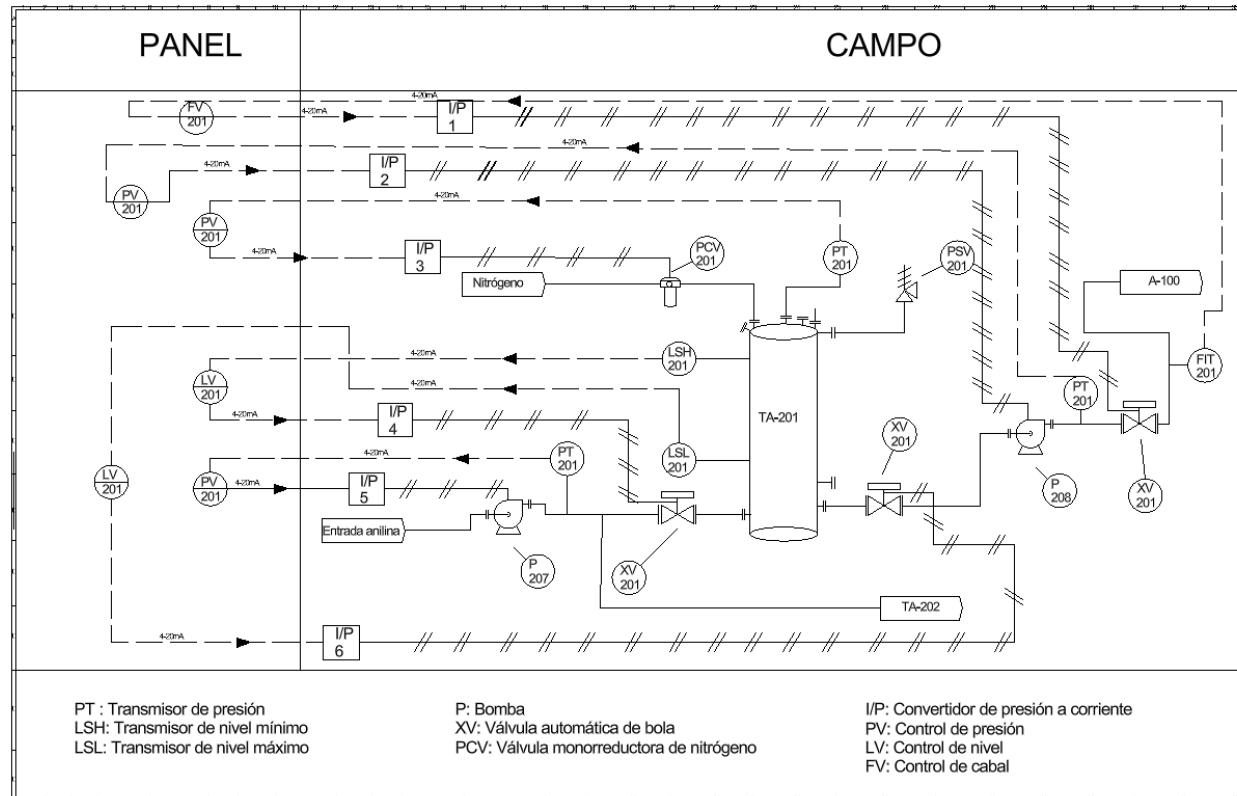 PANEL
CAMPO
4-20mA
FV
201
4-20mA
I/P
1
4-20mA
PV
201
4-20mA
I/P
2
4-20mA
PV
201
4-20mA
I/P
3
PCV
201
PT
201
PSV
201
Nitrógeno
A-100
4-20mA
LSH
201
FIT
201
LV
201
4-20mA
PT
201
4-20mA
I/P
4
TA-201
XV
201
LSL
201
4-20mA
PT
201
LV
201
PV
201
4-20mA
I/P
5
P
208
XV
201
Entrada anilina
P
207
XV
201
TA-202
4-20mA
I/P
6
PT : Transmisor de presión
LSH: Transmisor de nivel mínimo
LSL: Transmisor de nivel máximo
P: Bomba
XV: Válvula automática de bola
PCV: Válvula monorreductora de nitrógeno
I/P: Convertidor de presión a corriente
PV: Control de presión
LV: Control de nivel
FV: Control de cabal